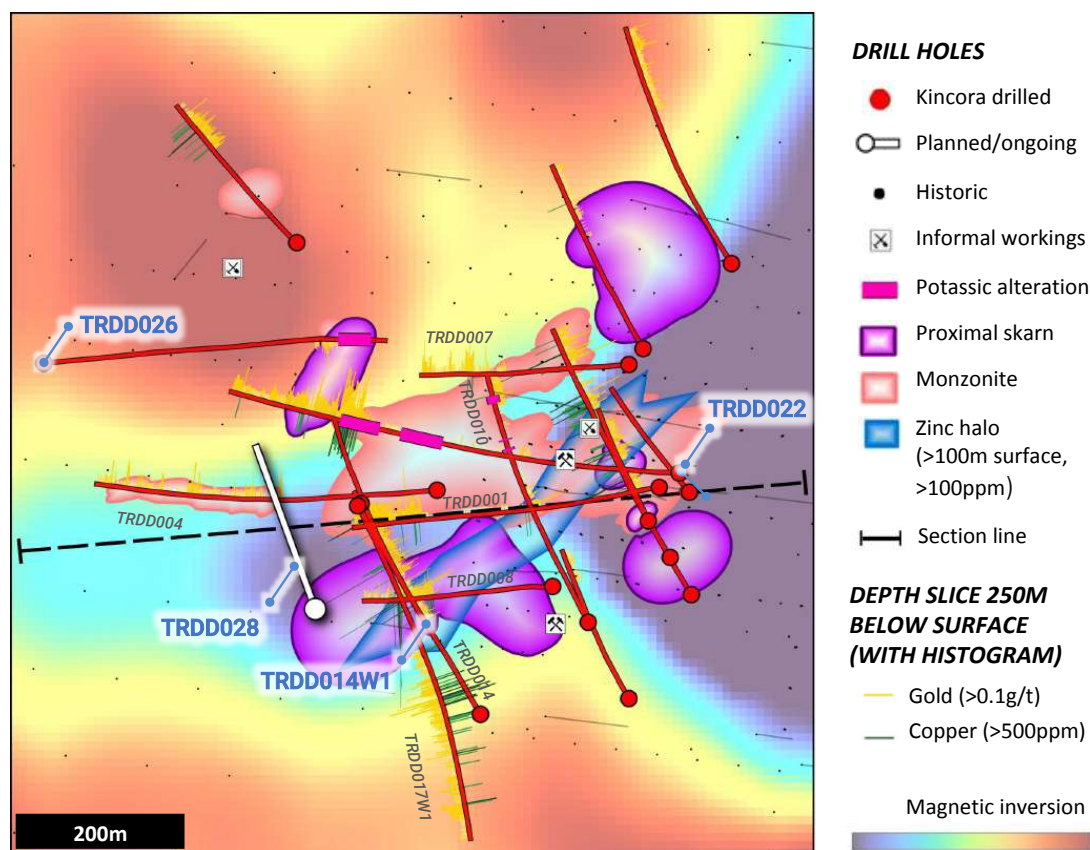 TRDD026
TRDD007
TRDD010
TRDD022
TRDD001
TRDD004
TRDD008
TRDD028
TRDD014W1
TRDD014
TRDD017W1
200m
DRILL HOLES
Kincora drilled
Planned/ongoing
Historic
Informal workings
Potassic alteration
Proximal skarn
Monzonite
Zinc halo
(>100m surface,
>100ppm)
Section line
DEPTH SLICE 250M
BELOW SURFACE
(WITH HISTOGRAM)
Gold (>0.1g/t)
Copper (>500ppm)
Magnetic inversion